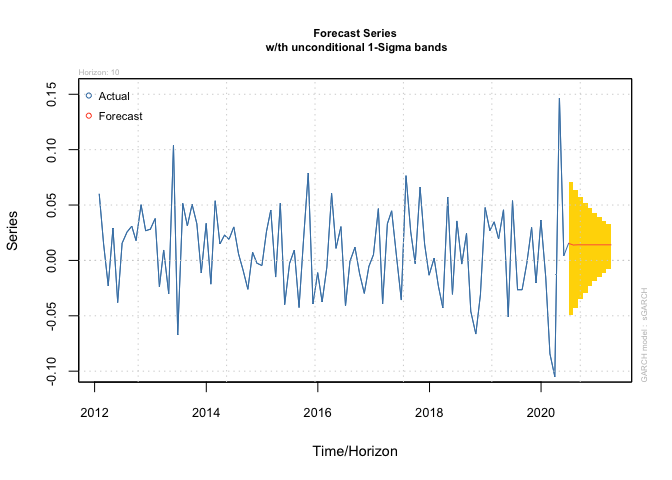 Forecast Series
w/th unconditional 1-Sigma bands
Horizon: 10
Actual
Forecast
0.15
0.10
0.05
0.00
-0.05
-0.10
Series
2012
2014
2016
2018
2020
Time/Horizon
GARCH model : sGARCH